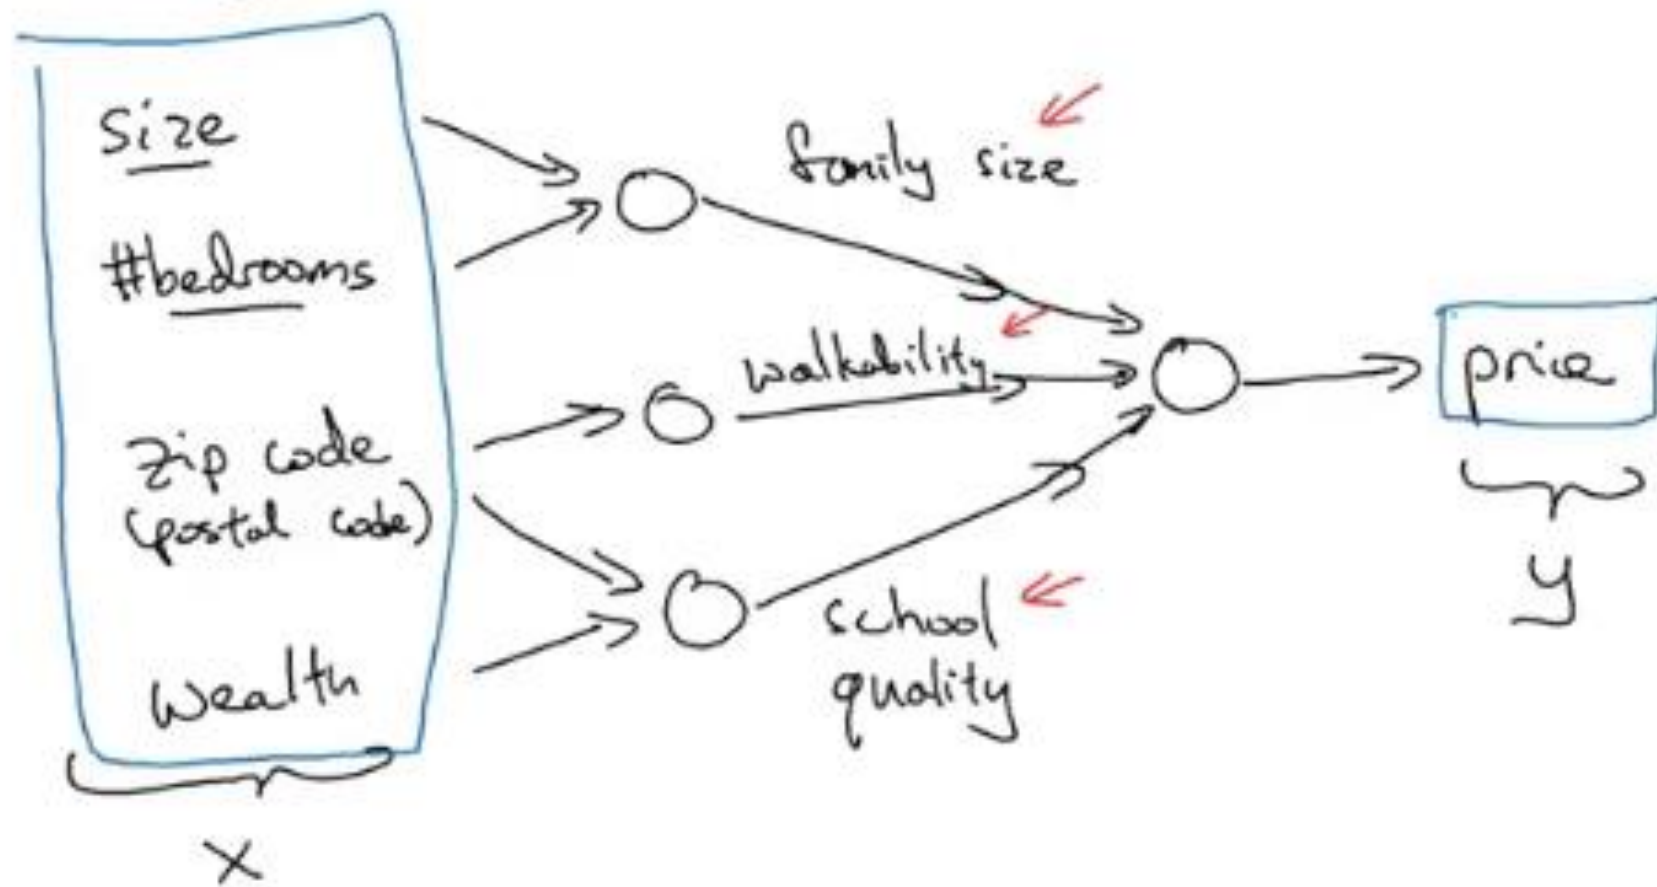 size
#bedrooms
zip code
(postal code)
wealth
x
family size
walkability
school
quality
price
y